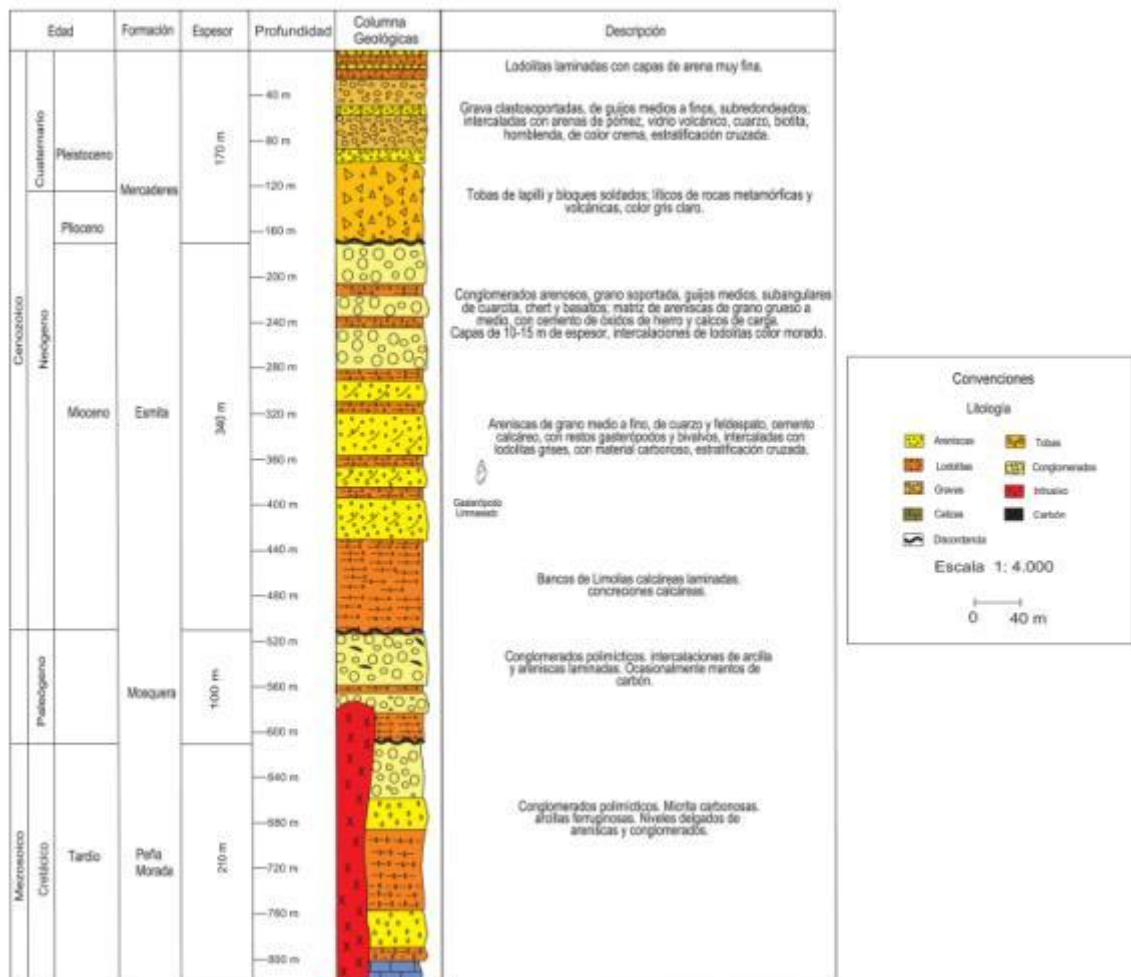 Edad
Formación
Espesor
Profundidad
Columna
Geológicas
Descripción
Cenozoico
Cuaternario
Pleistoceno
Mercaderes
170 m
Neógeno
Plioceno
Mioceno
Esmita
340 m
Paleógeno
Mosquera
100 m
Mezosoico
Cretácico
Tardío
Peña
Morada
210 m
40 m
80 m
120 m
160 m
200 m
240 m
280 m
320 m
360 m
400 m
440 m
480 m
520 m
560 m
600 m
640 m
680 m
720 m
760 m
800 m
Lodolitas laminadas con capas de arena muy fina.
Grava clastosoportadas, de guijos medios a finos, subredondeados;
intercaladas con arenas de pómez, vidrio volcánico, cuarzo, biotita,
hornblenda, de color crema, estratificación cruzada.
Tobas de lapilli y bloques soldados; líticos de rocas metamórficas y
volcánicas, color gris claro.
Conglomerados arenosos, grano soportada, guijos medios, subangulares
de cuarcita, chert y basaltos; matriz de areniscas de grano grueso a
medio, con cemento de óxidos de hierro y calcos de carga.
Capas de 10-15 m de espesor, intercalaciones de lodolitas color morado.
Areniscas de grano medio a fino, de cuarzo y feldespato, cemento
calcáreo, con restos gasterópodos y bivalvos, intercaladas con
lodolitas grises, con material carbonoso, estratificación cruzada.
Gasterópodo
Bancos de Limolías calcáreas laminadas.
concreciones calcáreas.
Conglomerados polimícticos. intercalaciones de arcilla
y areniscas laminadas. Ocasionalmente mantos de
carbón.
Conglomerados polimícticos. Micrita carbonosas.
arcillas ferruginosas. Niveles delgados de
areniscas y conglomerados.
Convenciones
Litología
Areniscas
Tobas
Lodolitas
Conglomerados
Gravas
Intrusivo
Calizas
Carbón
Discordancia
Escala 1: 4.000
0 40 m